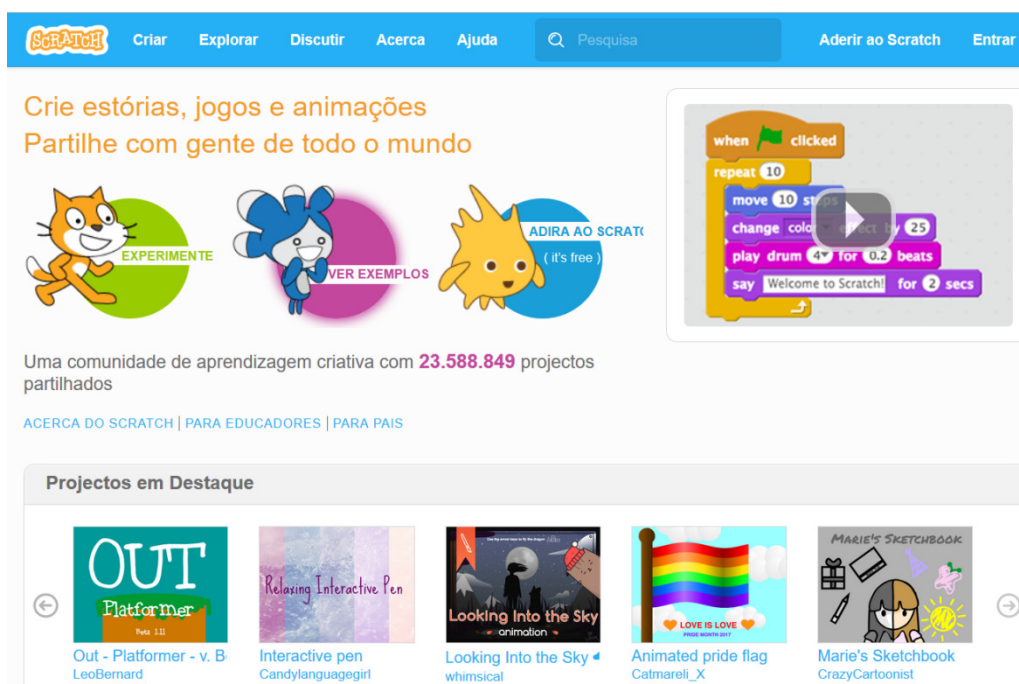 SCRATCH Criar Explorar Discutir Acerca Ajuda Pesquisa Aderir ao Scratch Entrar
Crie estórias, jogos e animações
Partilhe com gente de todo o mundo
EXPERIMENTE
VER EXEMPLOS
ADIRA AO SCRATC
( it's free )
when clicked
repeat 10
move 10 steps
change color effect by 25
play drum 4 for 0.2 beats
say Welcome to Scratch! for 2 secs
Uma comunidade de aprendizagem criativa com 23.588.849 projectos
partilhados
ACERCA DO SCRATCH | PARA EDUCADORES | PARA PAIS
Projectos em Destaque
OUT
Platformer
Beta 1.11
Relaxing Interactive Pen
Looking Into the Sky
animation
LOVE IS LOVE
PRIDE MONTH 2017
MARIE'S SKETCHBOOK
Out - Platformer - v. B
Interactive pen
Looking Into the Sky
Animated pride flag
Marie's Sketchbook
LeoBernard
Candylanguagegirl
whimsical
Catmareli_X
CrazyCartoonist